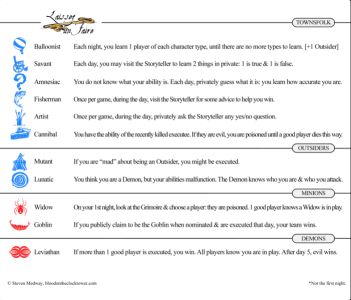 Laissez un Faire
TOWNSFOLK
Balloonist Each night, you learn 1 player of each character type, until there are no more types to learn. [+1 Outsider]
Savant Each day, you may visit the Storyteller to learn 2 things in private: 1 is true & 1 is false.
Amnesiac You do not know what your ability is. Each day, privately guess what it is: you learn how accurate you are.
Fisherman Once per game, during the day, visit the Storyteller for some advice to help you win.
Artist Once per game, during the day, privately ask the Storyteller any yes/no question.
Cannibal You have the ability of the recently killed executee. If they are evil, you are poisoned until a good player dies this way.
OUTSIDERS
Mutant If you are “mad” about being an Outsider, you might be executed.
Lunatic You think you are a Demon, but your abilities malfunction. The Demon knows who you are & who you attack.
MINIONS
Widow On your 1st night, look at the Grimoire & choose a player: they are poisoned. 1 good player knows a Widow is in play.
Goblin If you publicly claim to be the Goblin when nominated & are executed that day, your team wins.
DEMONS
Leviathan If more than 1 good player is executed, you win. All players know you are in play. After day 5, evil wins.
© Steven Medway, bloodontheclocktower.com
*Not the first night.